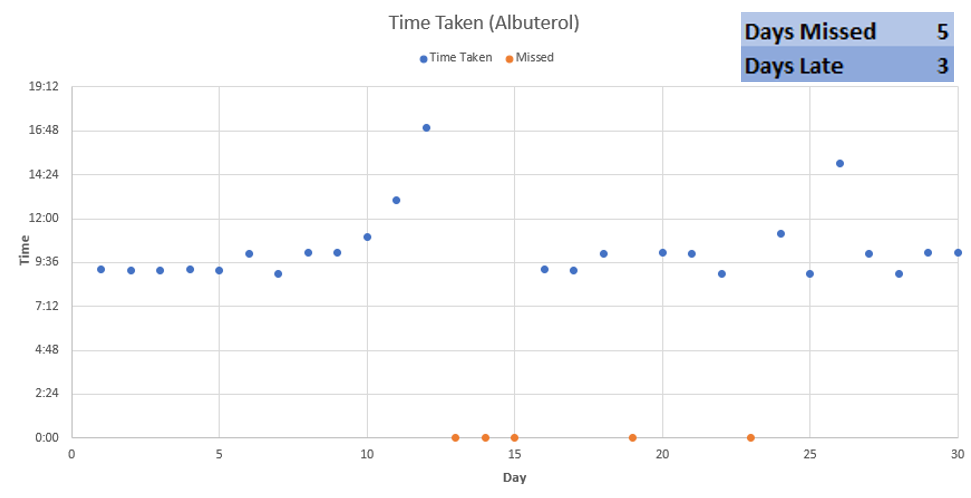 Time Taken (Albuterol)
Days Missed 5
Days Late 3
Time Taken Missed
19:12
16:48
14:24
12:00
9:36
7:12
4:48
2:24
0:00
Time
0 5 10 15 20 25 30
Day